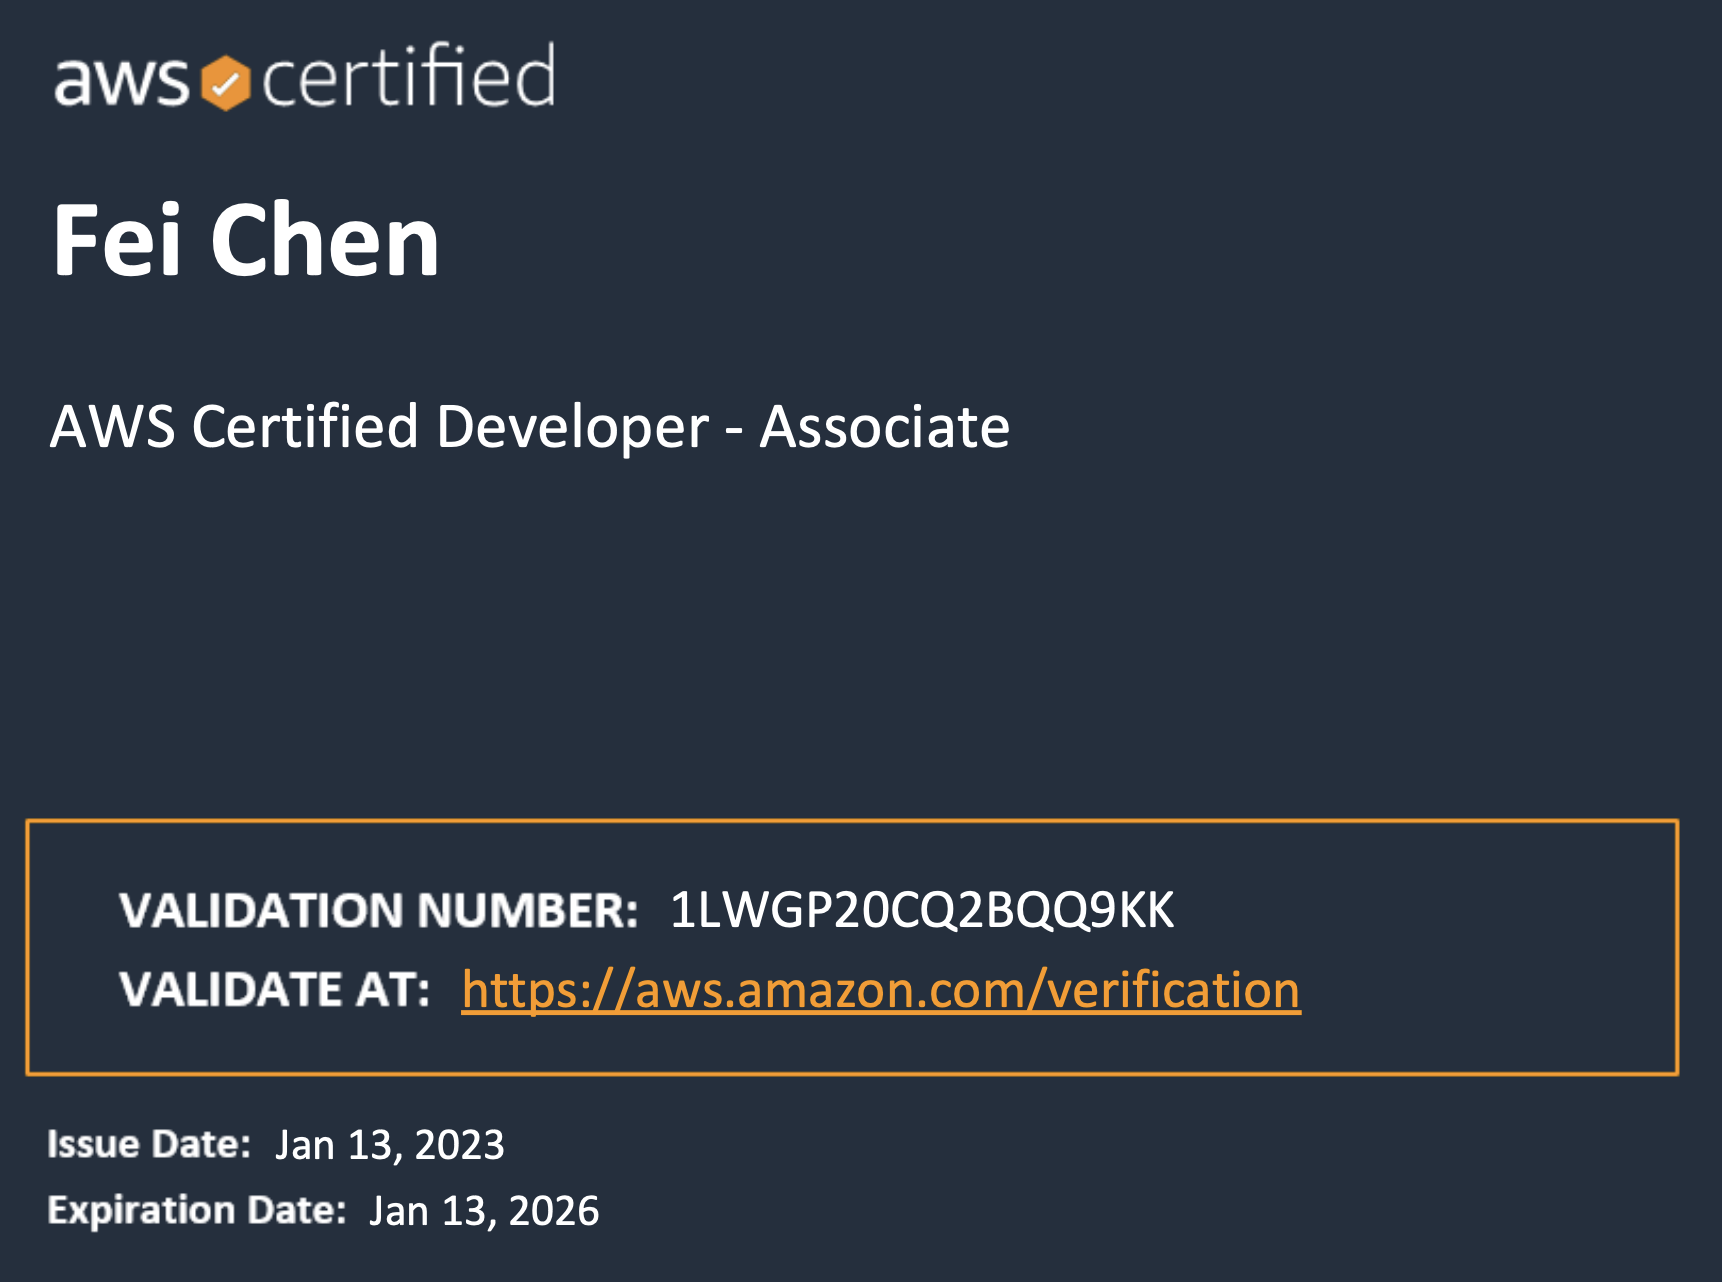 aws certified
Fei Chen
AWS Certified Developer - Associate
VALIDATION NUMBER: 1LWGP20CQ2BQQ9KK
VALIDATE AT: https://aws.amazon.com/verification
Issue Date: Jan 13, 2023
Expiration Date: Jan 13, 2026